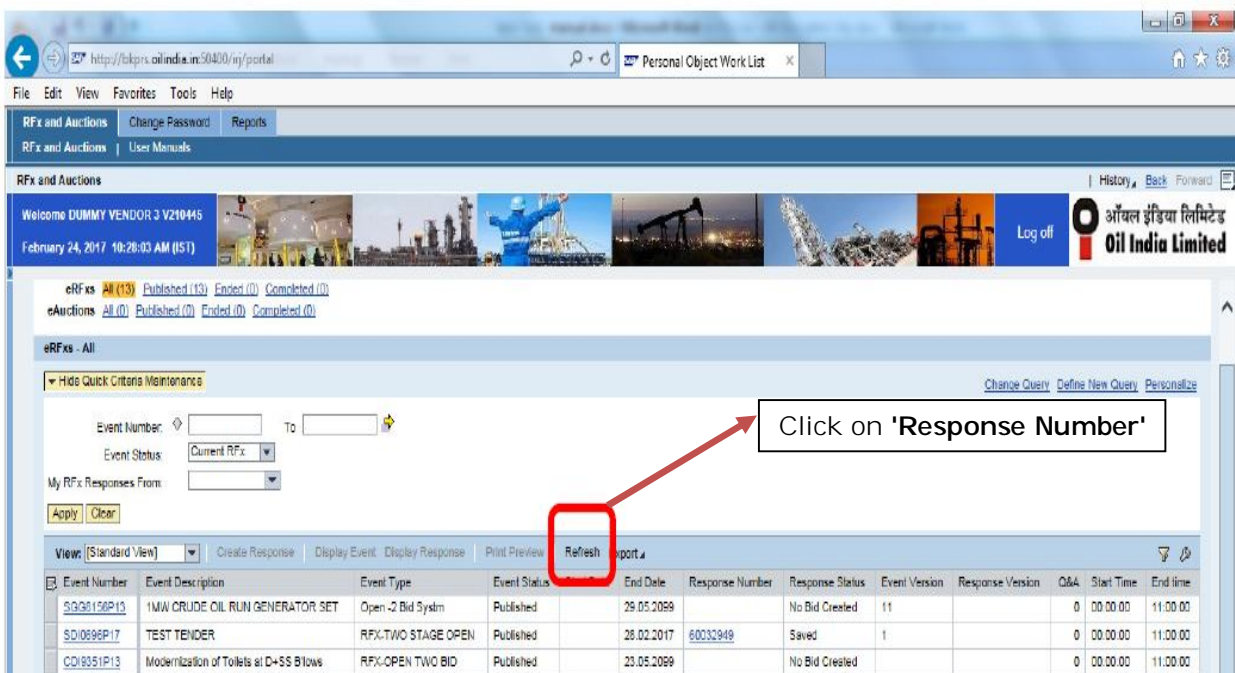 http://bkprs.oilindia.in:50400/irj/portal
Personal Object Work List
File Edit View Favorites Tools Help
RFx and Auctions Change Password Reports
RFx and Auctions | User Manuals
RFx and Auctions | History Back Forward
Welcome DUMMY VENDOR 3 V210445
February 24, 2017 10:28:03 AM (IST)
Log off
ऑयल इंडिया लिमिटेड
Oil India Limited
eRFxs All (13) Published (13) Ended (0) Completed (0)
eAuctions All (0) Published (0) Ended (0) Completed (0)
eRFxs - All
Hide Quick Criteria Maintenance Change Query Define New Query Personalize
Click on 'Response Number'
Event Number: To
Event Status: Current RFx
My RFx Responses From:
Apply Clear
View: [Standard View] Create Response Display Event Display Response Print Preview Refresh xport
Event Number Event Description Event Type Event Status End Date Response Number Response Status Event Version Response Version Q&A Start Time End time
SGG6156P13 1MW CRUDE OIL RUN GENERATOR SET Open -2 Bid Systm Published 29.05.2099 No Bid Created 11 0 00:00:00 11:00:00
SDI0696P17 TEST TENDER RFX-TWO STAGE OPEN Published 28.02.2017 60032949 Saved 1 0 00:00:00 11:00:00
CDI9351P13 Modernization of Toilets at D+SS B'lows RFX-OPEN TWO BID Published 23.05.2099 No Bid Created 0 00:00:00 11:00:00